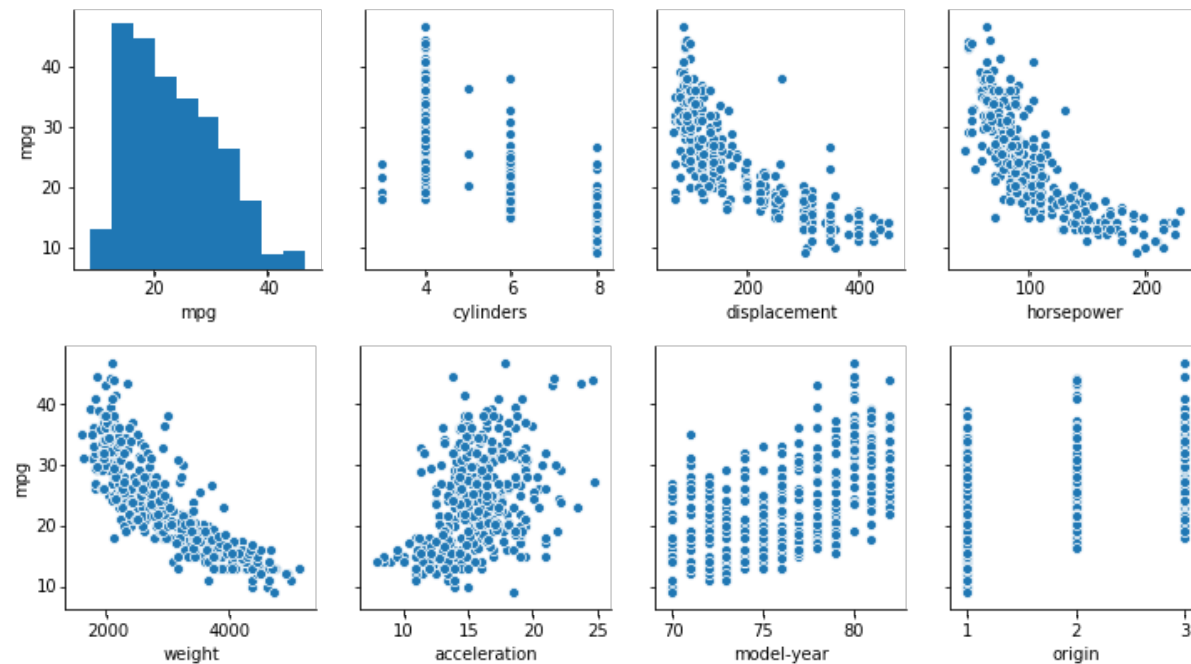 mpg
40
30
20
10
20 40
mpg
4 6 8
cylinders
200 400
displacement
100 200
horsepower
mpg
40
30
20
10
2000 4000
weight
10 15 20 25
acceleration
70 75 80
model-year
1 2 3
origin